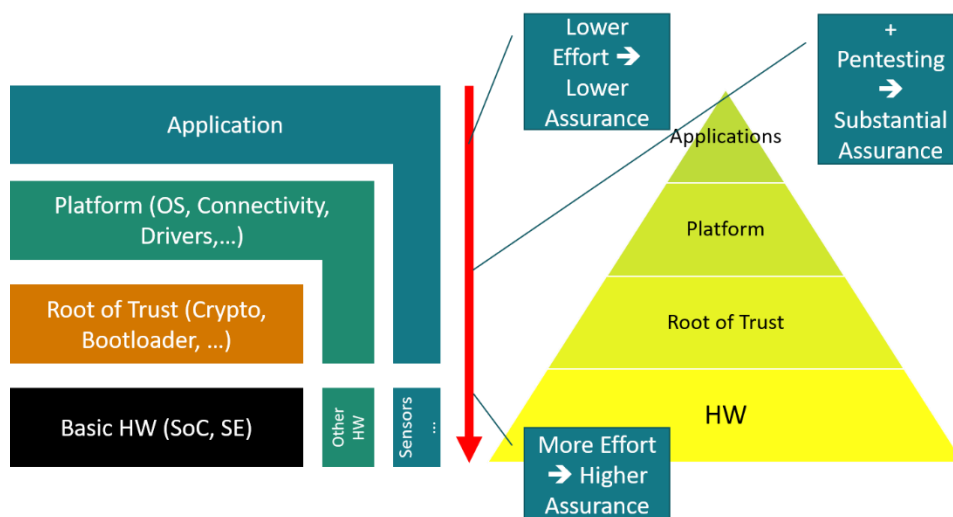 Application
Platform (OS, Connectivity,
Drivers,...)
Root of Trust (Crypto,
Bootloader, ...)
Basic HW (SoC, SE)
Other
HW
Sensors
...
Lower
Effort ➔
Lower
Assurance
+
Pentesting
➔
Substantial
Assurance
More Effort
➔ Higher
Assurance
Applications
Platform
Root of Trust
HW